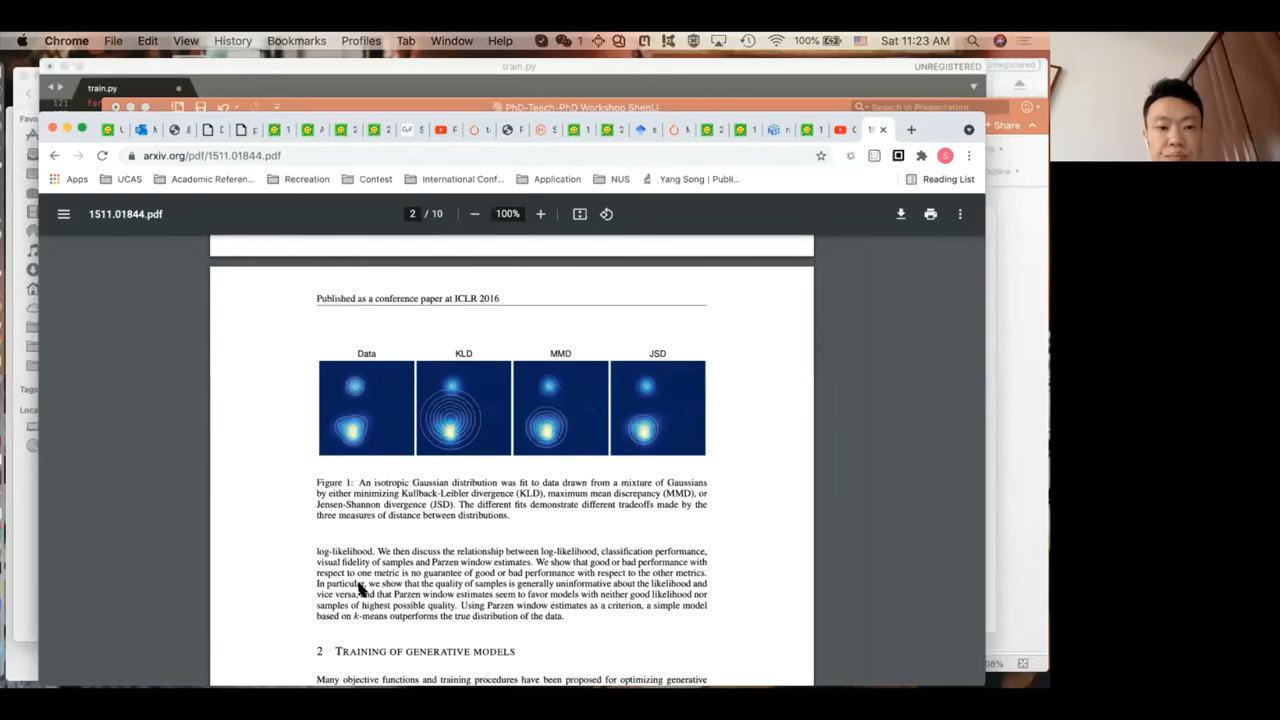 Chrome File Edit View History Bookmarks Profiles Tab Window Help 1 100% Sat 11:23 AM
train.py UNREGISTERED
train.py
121 for
PhD-Teach-PhD Workshop ShenLi Search in Presentation
Share
arxiv.org/pdf/1511.01844.pdf
Apps UCAS Academic Referen... Recreation Contest International Conf... Application NUS Yang Song | Publi... Reading List
1511.01844.pdf 2 / 10 100%
Published as a conference paper at ICLR 2016
Data KLD MMD JSD
Figure 1: An isotropic Gaussian distribution was fit to data drawn from a mixture of Gaussians
by either minimizing Kullback-Leibler divergence (KLD), maximum mean discrepancy (MMD), or
Jensen-Shannon divergence (JSD). The different fits demonstrate different tradeoffs made by the
three measures of distance between distributions.
log-likelihood. We then discuss the relationship between log-likelihood, classification performance,
visual fidelity of samples and Parzen window estimates. We show that good or bad performance with
respect to one metric is no guarantee of good or bad performance with respect to the other metrics.
In particular, we show that the quality of samples is generally uninformative about the likelihood and
vice versa, and that Parzen window estimates seem to favor models with neither good likelihood nor
samples of highest possible quality. Using Parzen window estimates as a criterion, a simple model
based on k-means outperforms the true distribution of the data.
2 TRAINING OF GENERATIVE MODELS
Many objective functions and training procedures have been proposed for optimizing generative